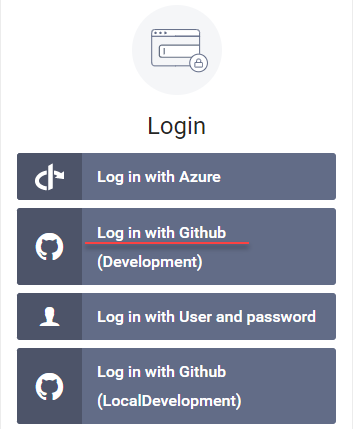 Login
Log in with Azure
Log in with Github
(Development)
Log in with User and password
Log in with Github
(LocalDevelopment)